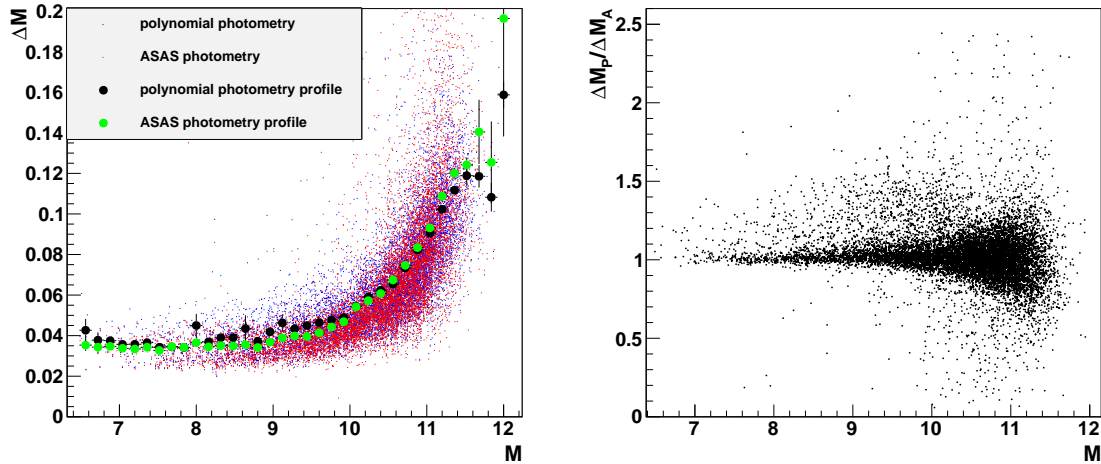 ΔM
0.2
0.18
0.16
0.14
0.12
0.1
0.08
0.06
0.04
0.02
0
polynomial photometry
ASAS photometry
polynomial photometry profile
ASAS photometry profile
7 8 9 10 11 12
M
ΔM_P/ΔM_A
2.5
2
1.5
1
0.5
0
7 8 9 10 11 12
M